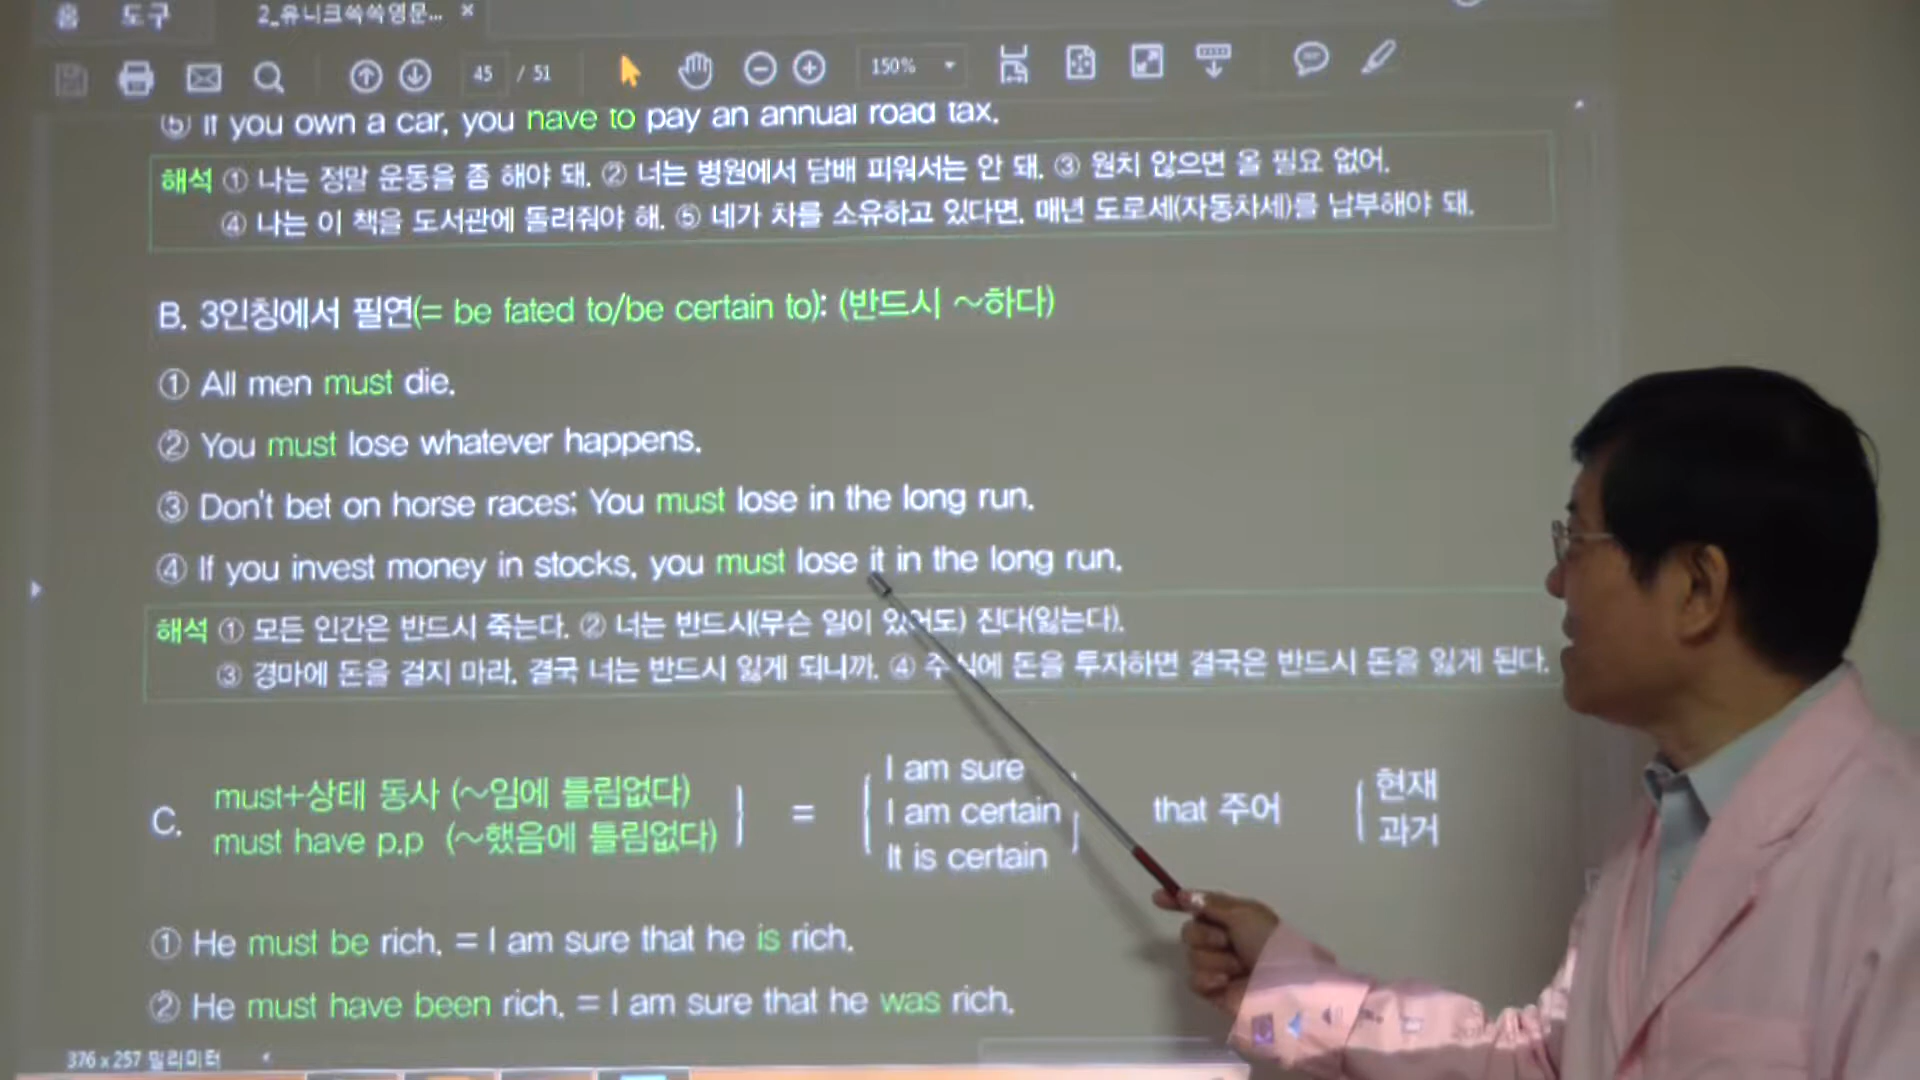 홈 도구 2_유니크쏙쏙영문... ×
45 / 51 150%
⑤ If you own a car, you have to pay an annual road tax.
해석 ① 나는 정말 운동을 좀 해야 돼. ② 너는 병원에서 담배 피워서는 안 돼. ③ 원치 않으면 올 필요 없어.
④ 나는 이 책을 도서관에 돌려줘야 해. ⑤ 네가 차를 소유하고 있다면, 매년 도로세(자동차세)를 납부해야 돼.
B. 3인칭에서 필연(= be fated to/be certain to): (반드시 ~하다)
① All men must die.
② You must lose whatever happens.
③ Don't bet on horse races: You must lose in the long run.
④ If you invest money in stocks, you must lose it in the long run.
해석 ① 모든 인간은 반드시 죽는다. ② 너는 반드시(무슨 일이 있어도) 진다(잃는다).
③ 경마에 돈을 걸지 마라. 결국 너는 반드시 잃게 되니까. ④ 주식에 돈을 투자하면 결국은 반드시 돈을 잃게 된다.
C. must+상태 동사 (~임에 틀림없다)
must have p.p (~했음에 틀림없다)
=
I am sure
I am certain
It is certain
that 주어
현재
과거
① He must be rich. = I am sure that he is rich.
② He must have been rich. = I am sure that he was rich.
376 x 257 밀리미터